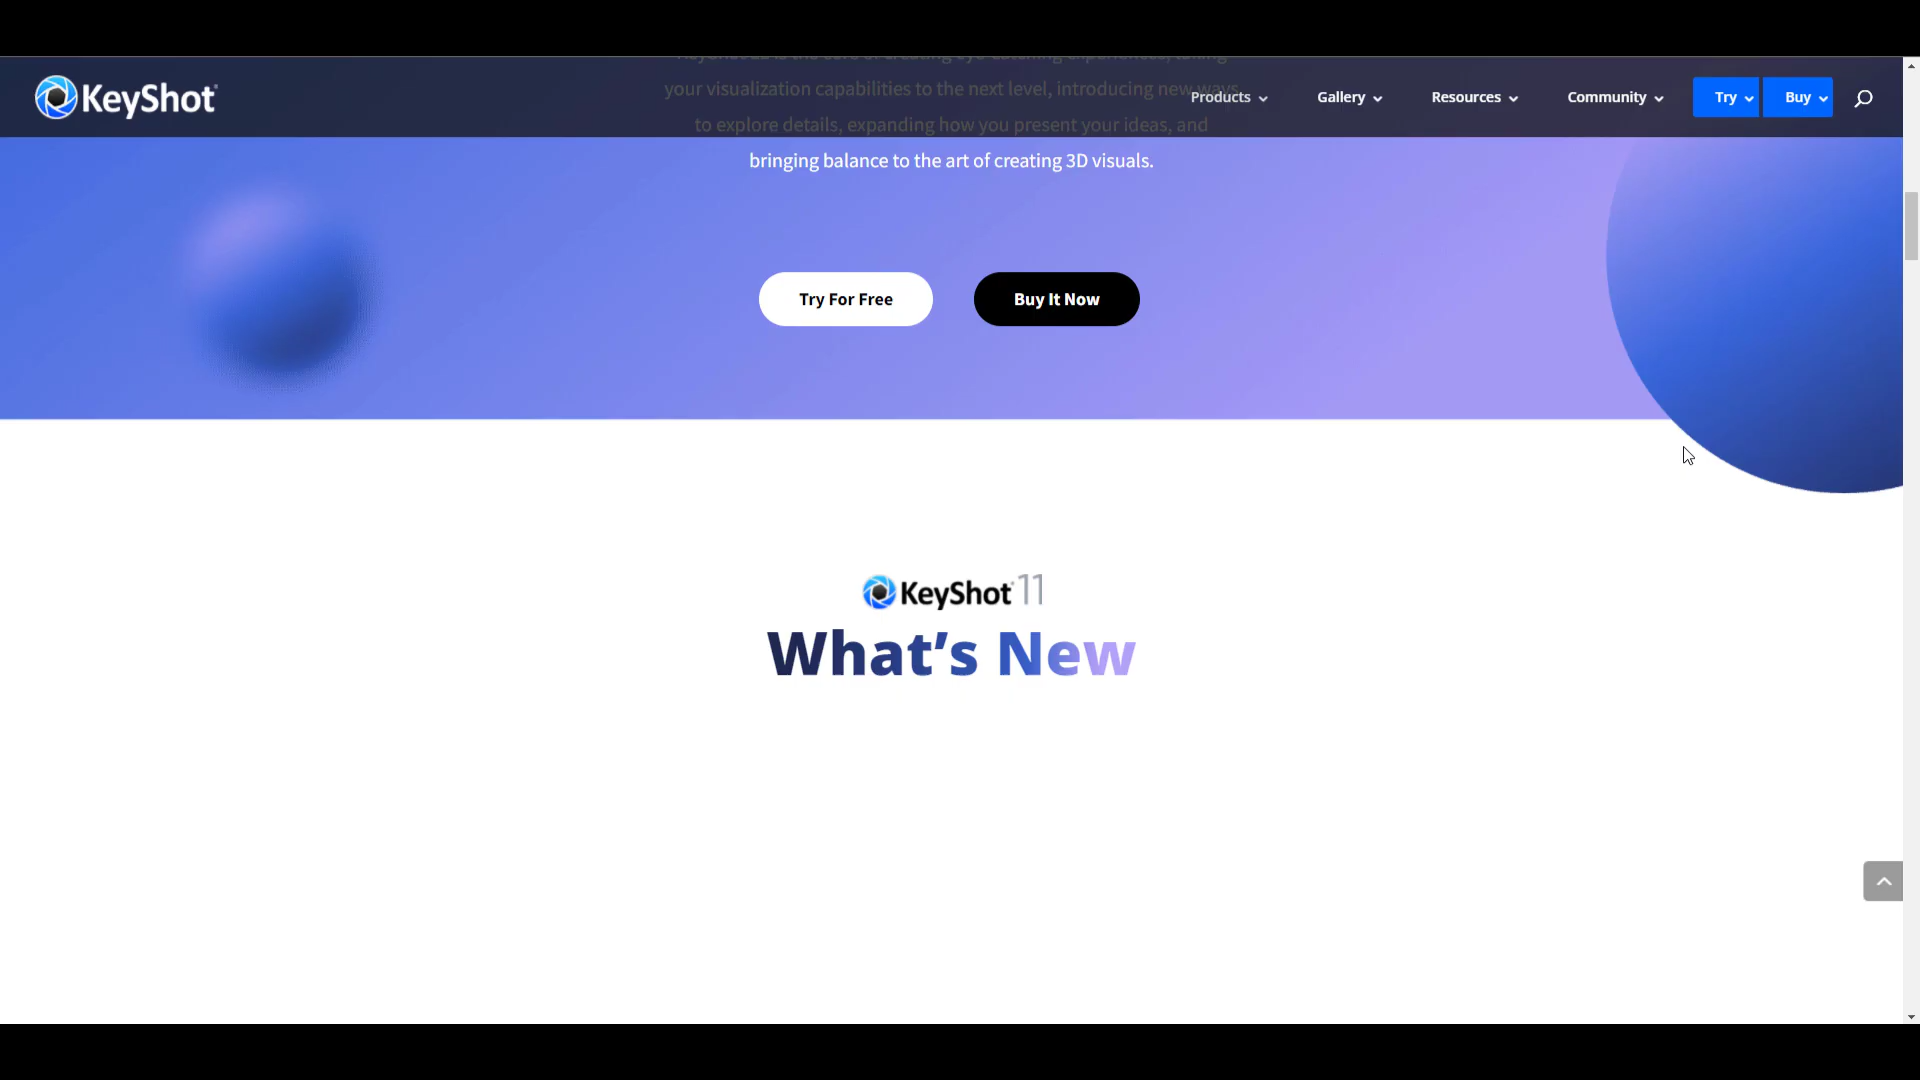 KeyShot
Products
Gallery
Resources
Community
Try
Buy
your visualization capabilities to the next level, introducing new ways
to explore details, expanding how you present your ideas, and
bringing balance to the art of creating 3D visuals.
Try For Free
Buy It Now
KeyShot 11
What's New